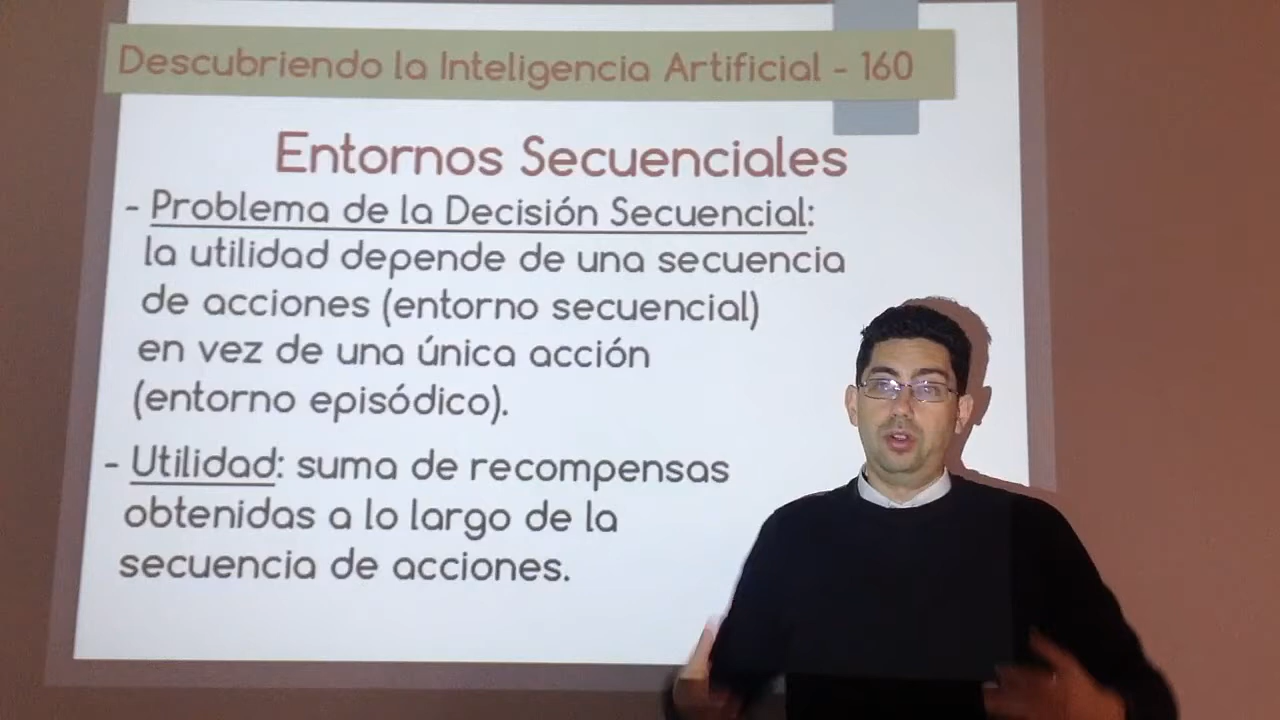 Descubriendo la Inteligencia Artificial - 160
Entornos Secuenciales
- Problema de la Decisión Secuencial:
la utilidad depende de una secuencia
de acciones (entorno secuencial)
en vez de una única acción
(entorno episódico).
- Utilidad: suma de recompensas
obtenidas a lo largo de la
secuencia de acciones.